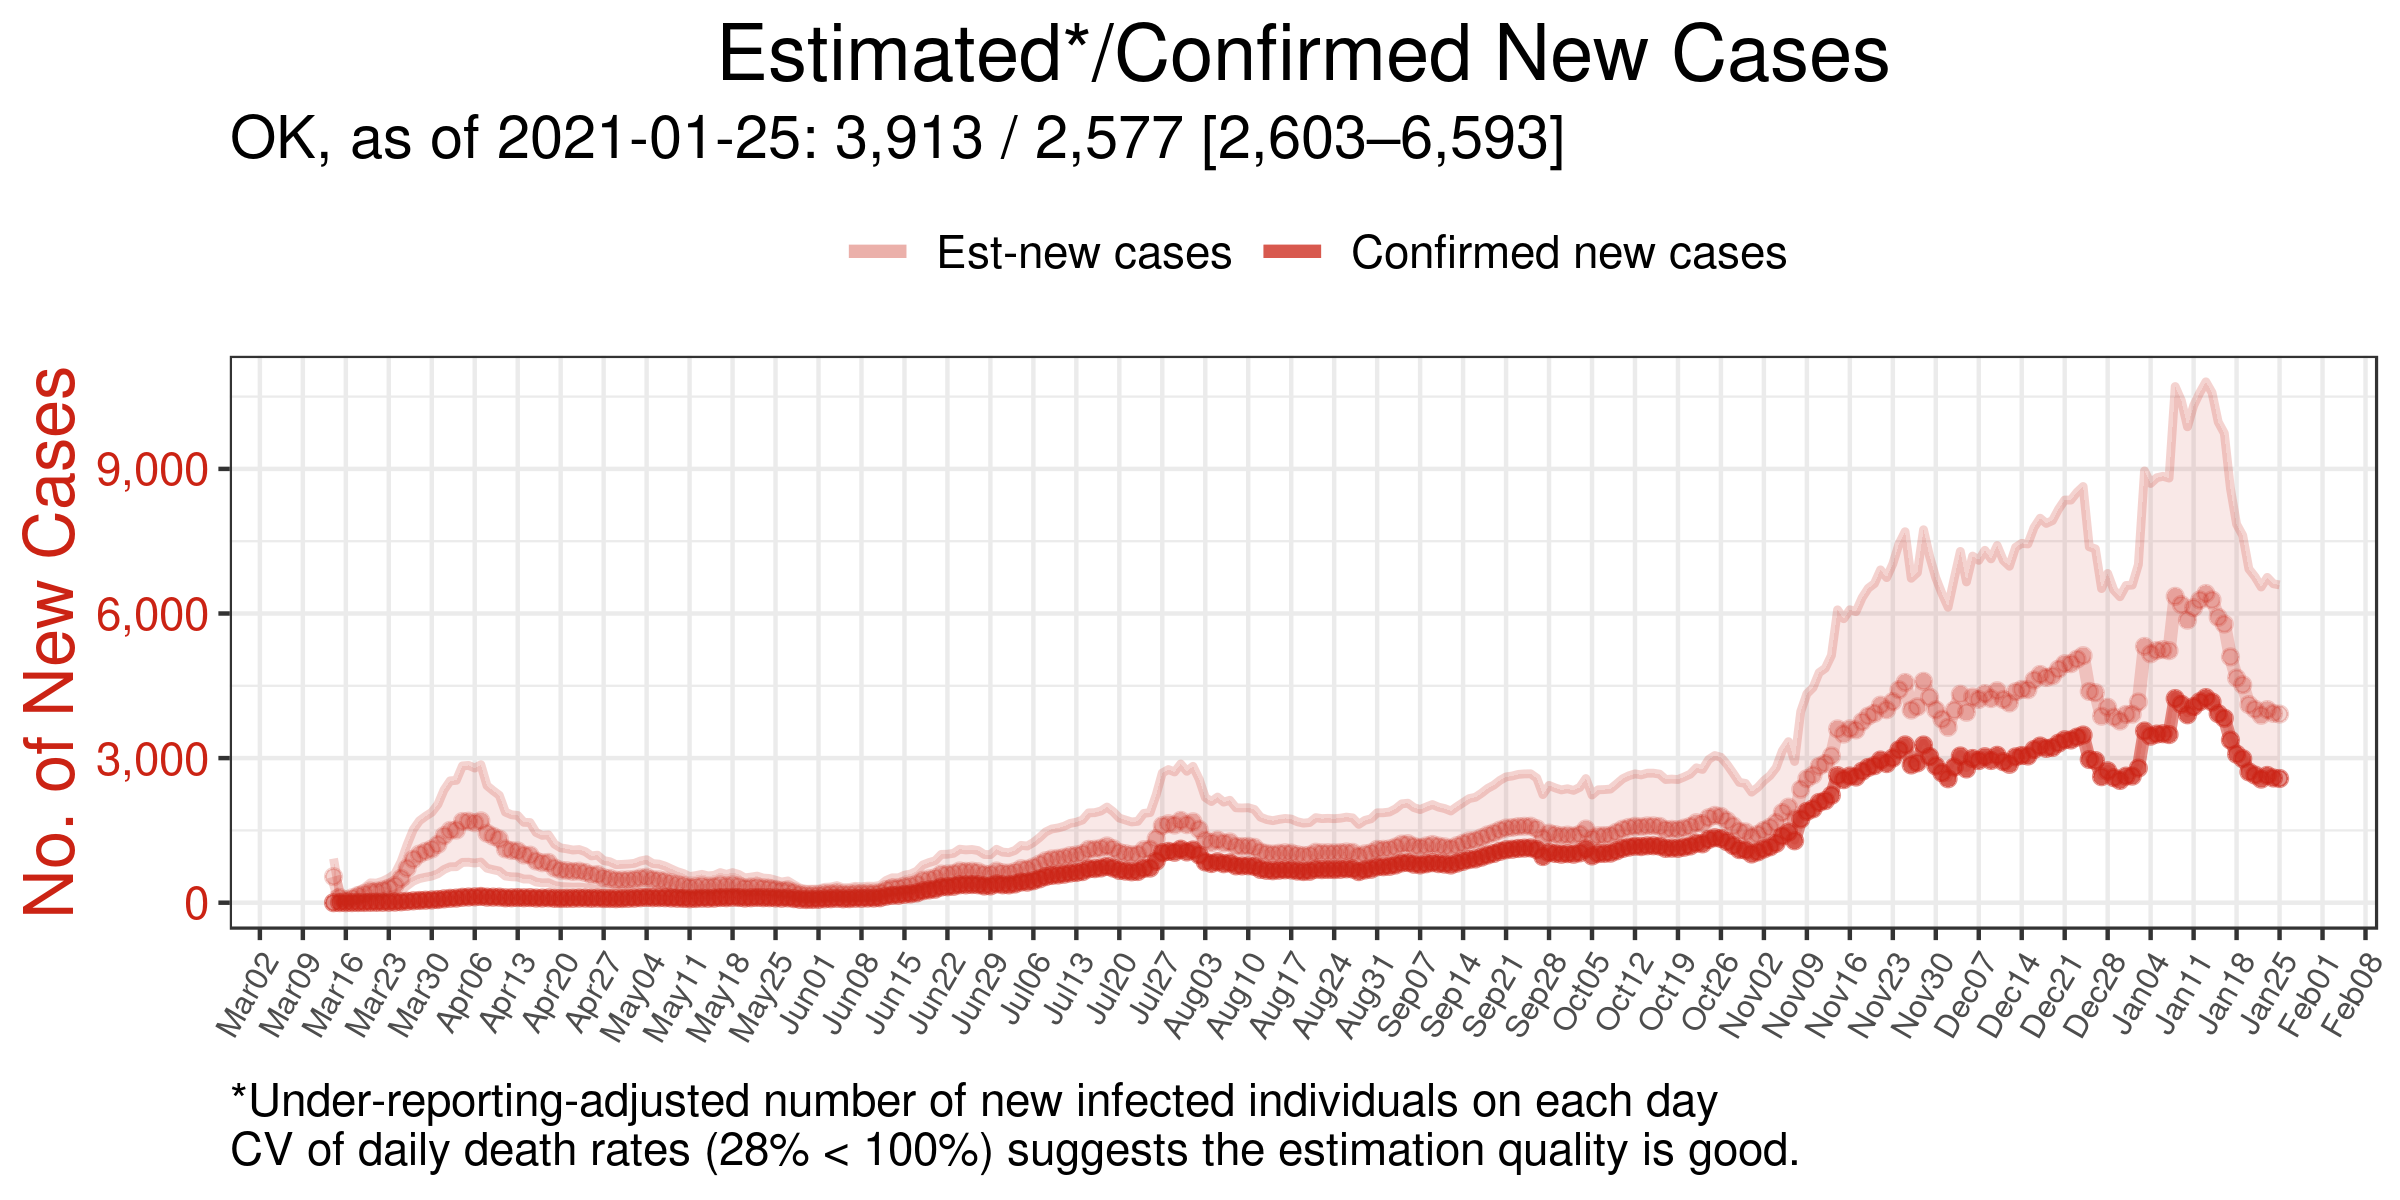 Estimated*/Confirmed New Cases
OK, as of 2021-01-25: 3,913 / 2,577 [2,603–6,593]
Est-new cases Confirmed new cases
No. of New Cases
9,000
6,000
3,000
0
Mar02 Mar09 Mar16 Mar23 Mar30 Apr06 Apr13 Apr20 Apr27 May04 May11 May18 May25 Jun01 Jun08 Jun15 Jun22 Jun29 Jul06 Jul13 Jul20 Jul27 Aug03 Aug10 Aug17 Aug24 Aug31 Sep07 Sep14 Sep21 Sep28 Oct05 Oct12 Oct19 Oct26 Nov02 Nov09 Nov16 Nov23 Nov30 Dec07 Dec14 Dec21 Dec28 Jan04 Jan11 Jan18 Jan25 Feb01 Feb08
*Under-reporting-adjusted number of new infected individuals on each day
CV of daily death rates (28% < 100%) suggests the estimation quality is good.